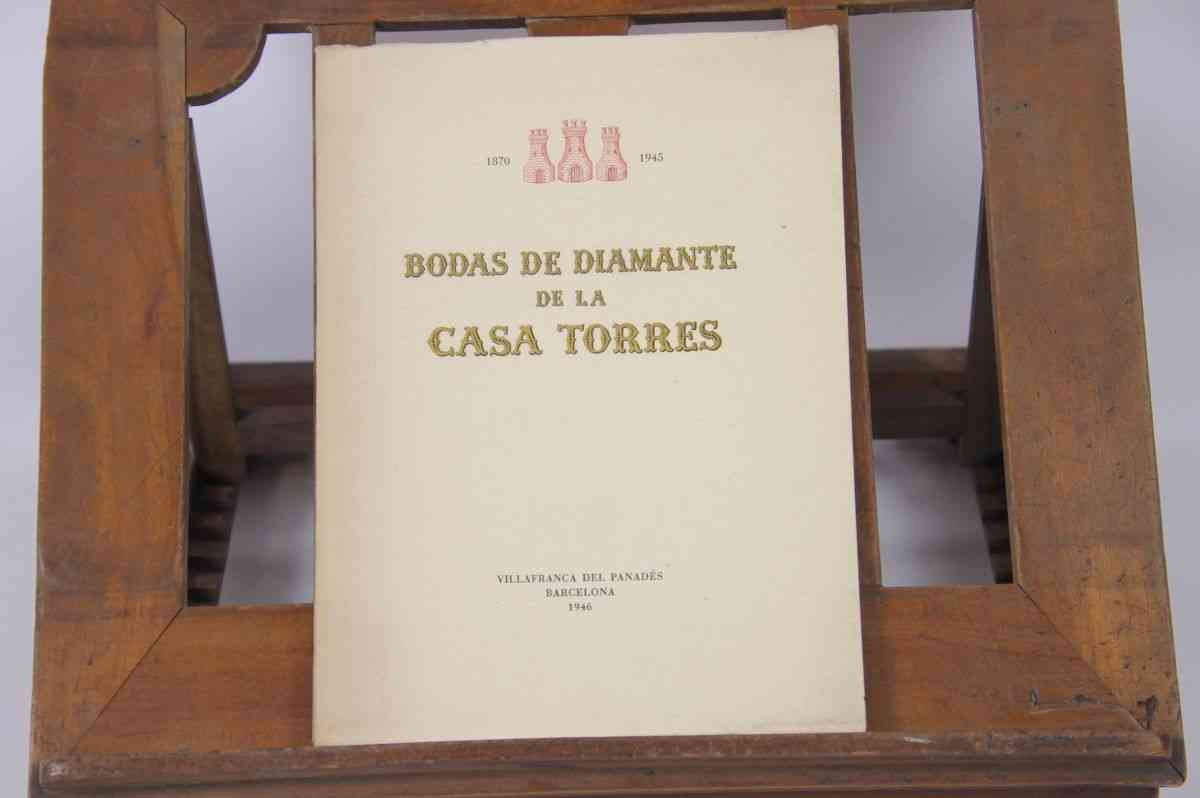 1870 1945
BODAS DE DIAMANTE
DE LA
CASA TORRES
VILLAFRANCA DEL PANADÉS
BARCELONA
1946